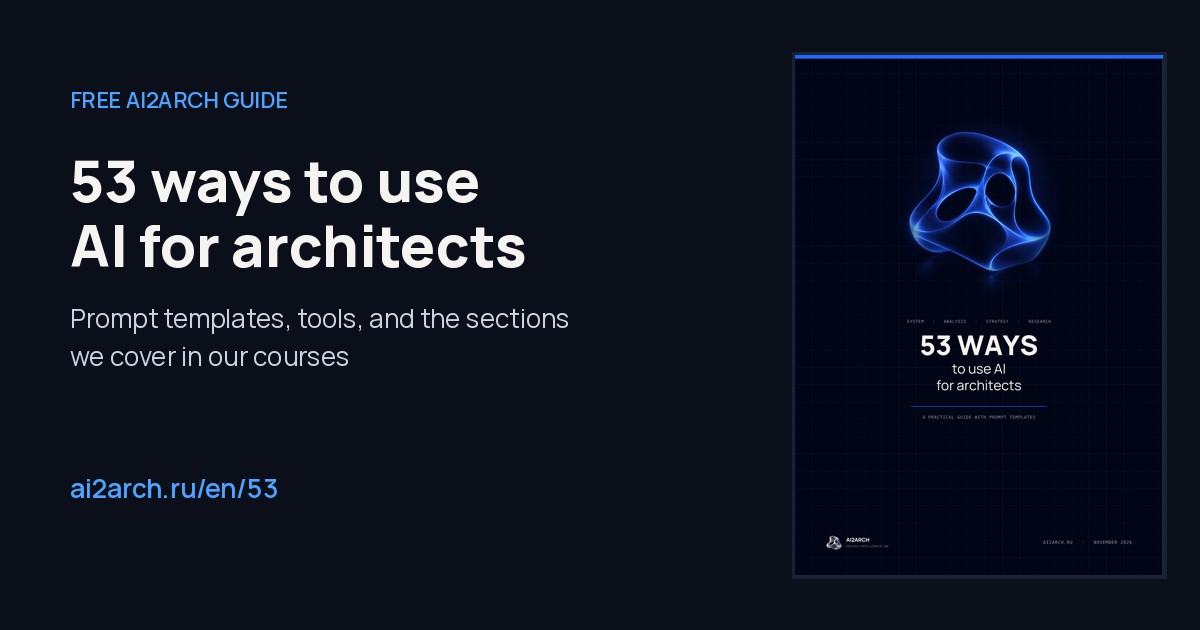 FREE AI2ARCH GUIDE
53 ways to use
AI for architects
Prompt templates, tools, and the sections
we cover in our courses
ai2arch.ru/en/53
SYSTEM ANALYSIS STRATEGY RESEARCH
53 WAYS
to use AI
for architects
A PRACTICAL GUIDE WITH PROMPT TEMPLATES
AI2ARCH
AI2ARCH.RU NOVEMBER 2025